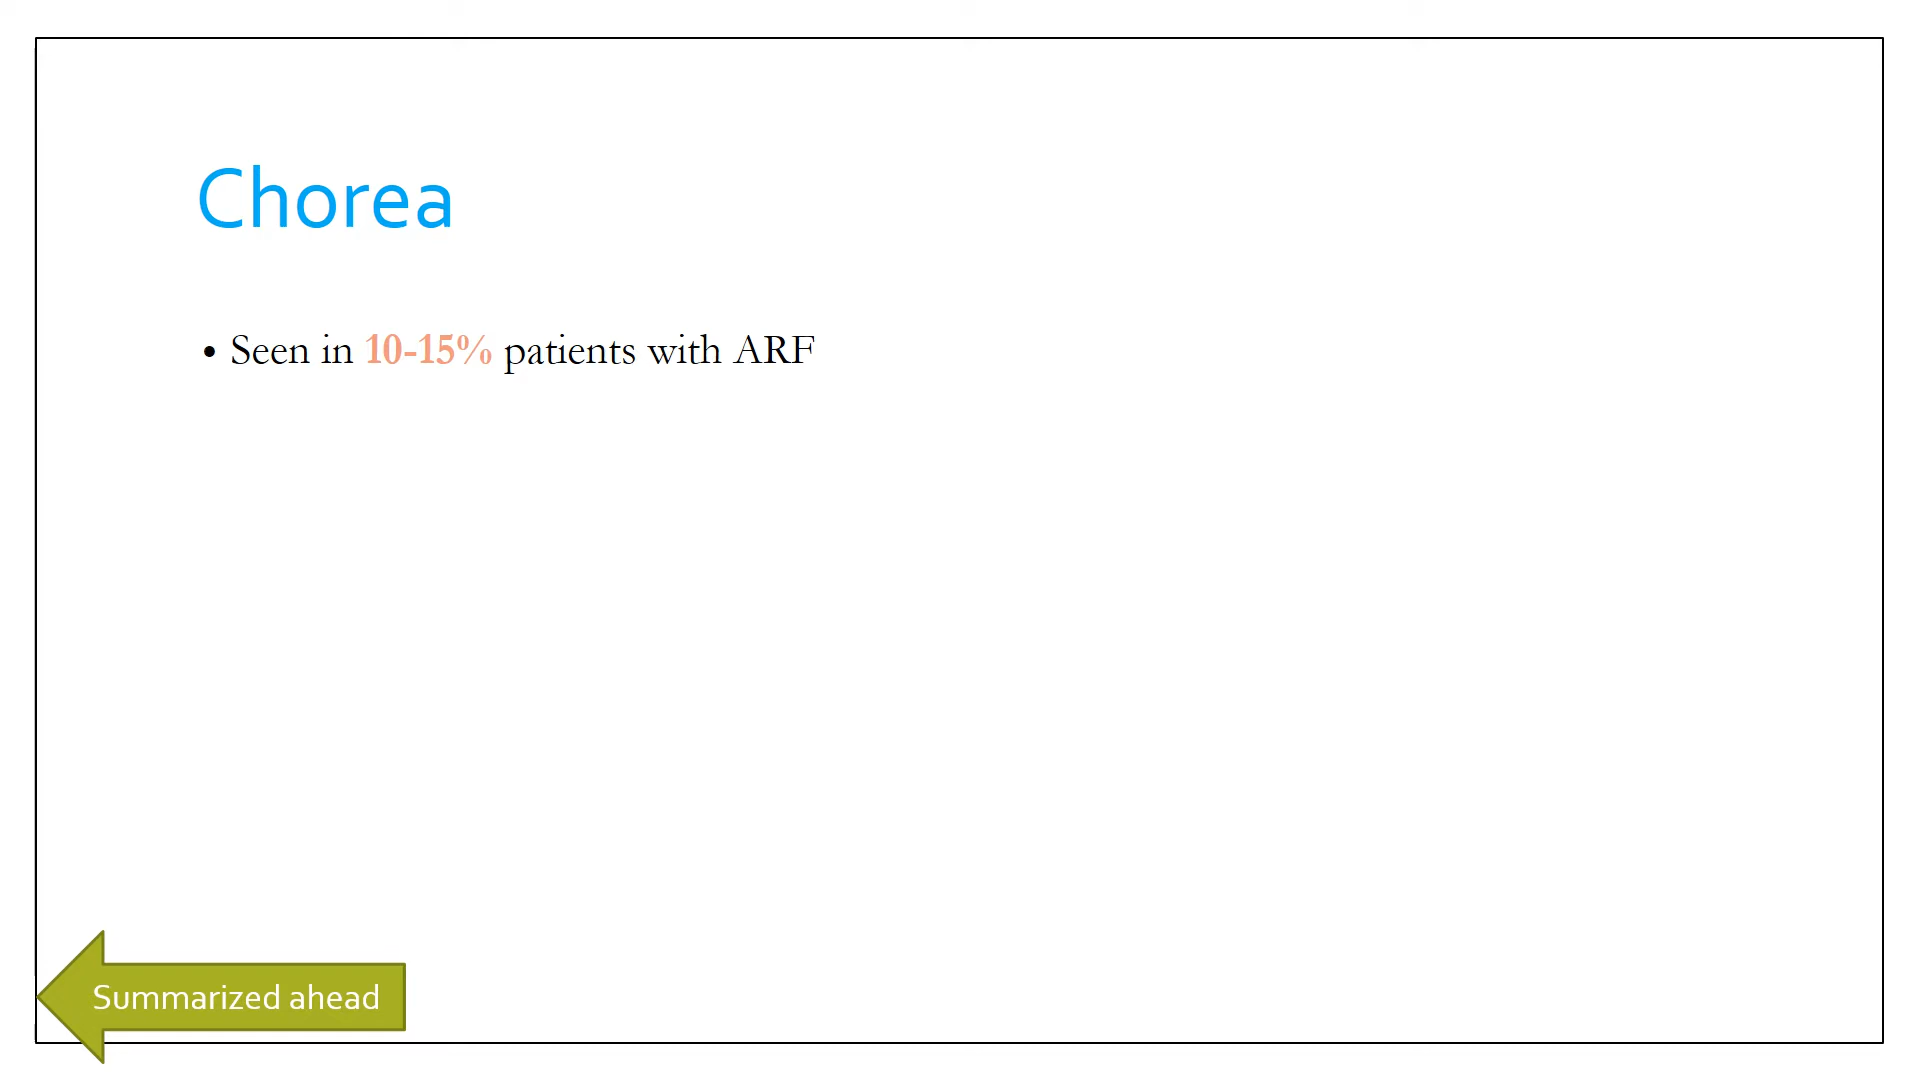 Chorea
• Seen in 10-15% patients with ARF
Summarized ahead